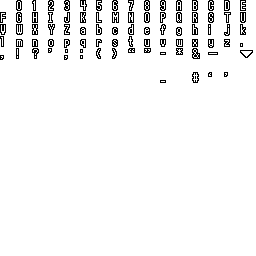 0 1 2 3 4 5 6 7 8 9 A B C D E
F G H I J K L M N O P Q R S T U
V W X Y Z a b c d e f g h i j k
l m n o p q r s t u v w x y z .
, ! ? ' ; : ( ) " " - * & —
- # ‘ ’